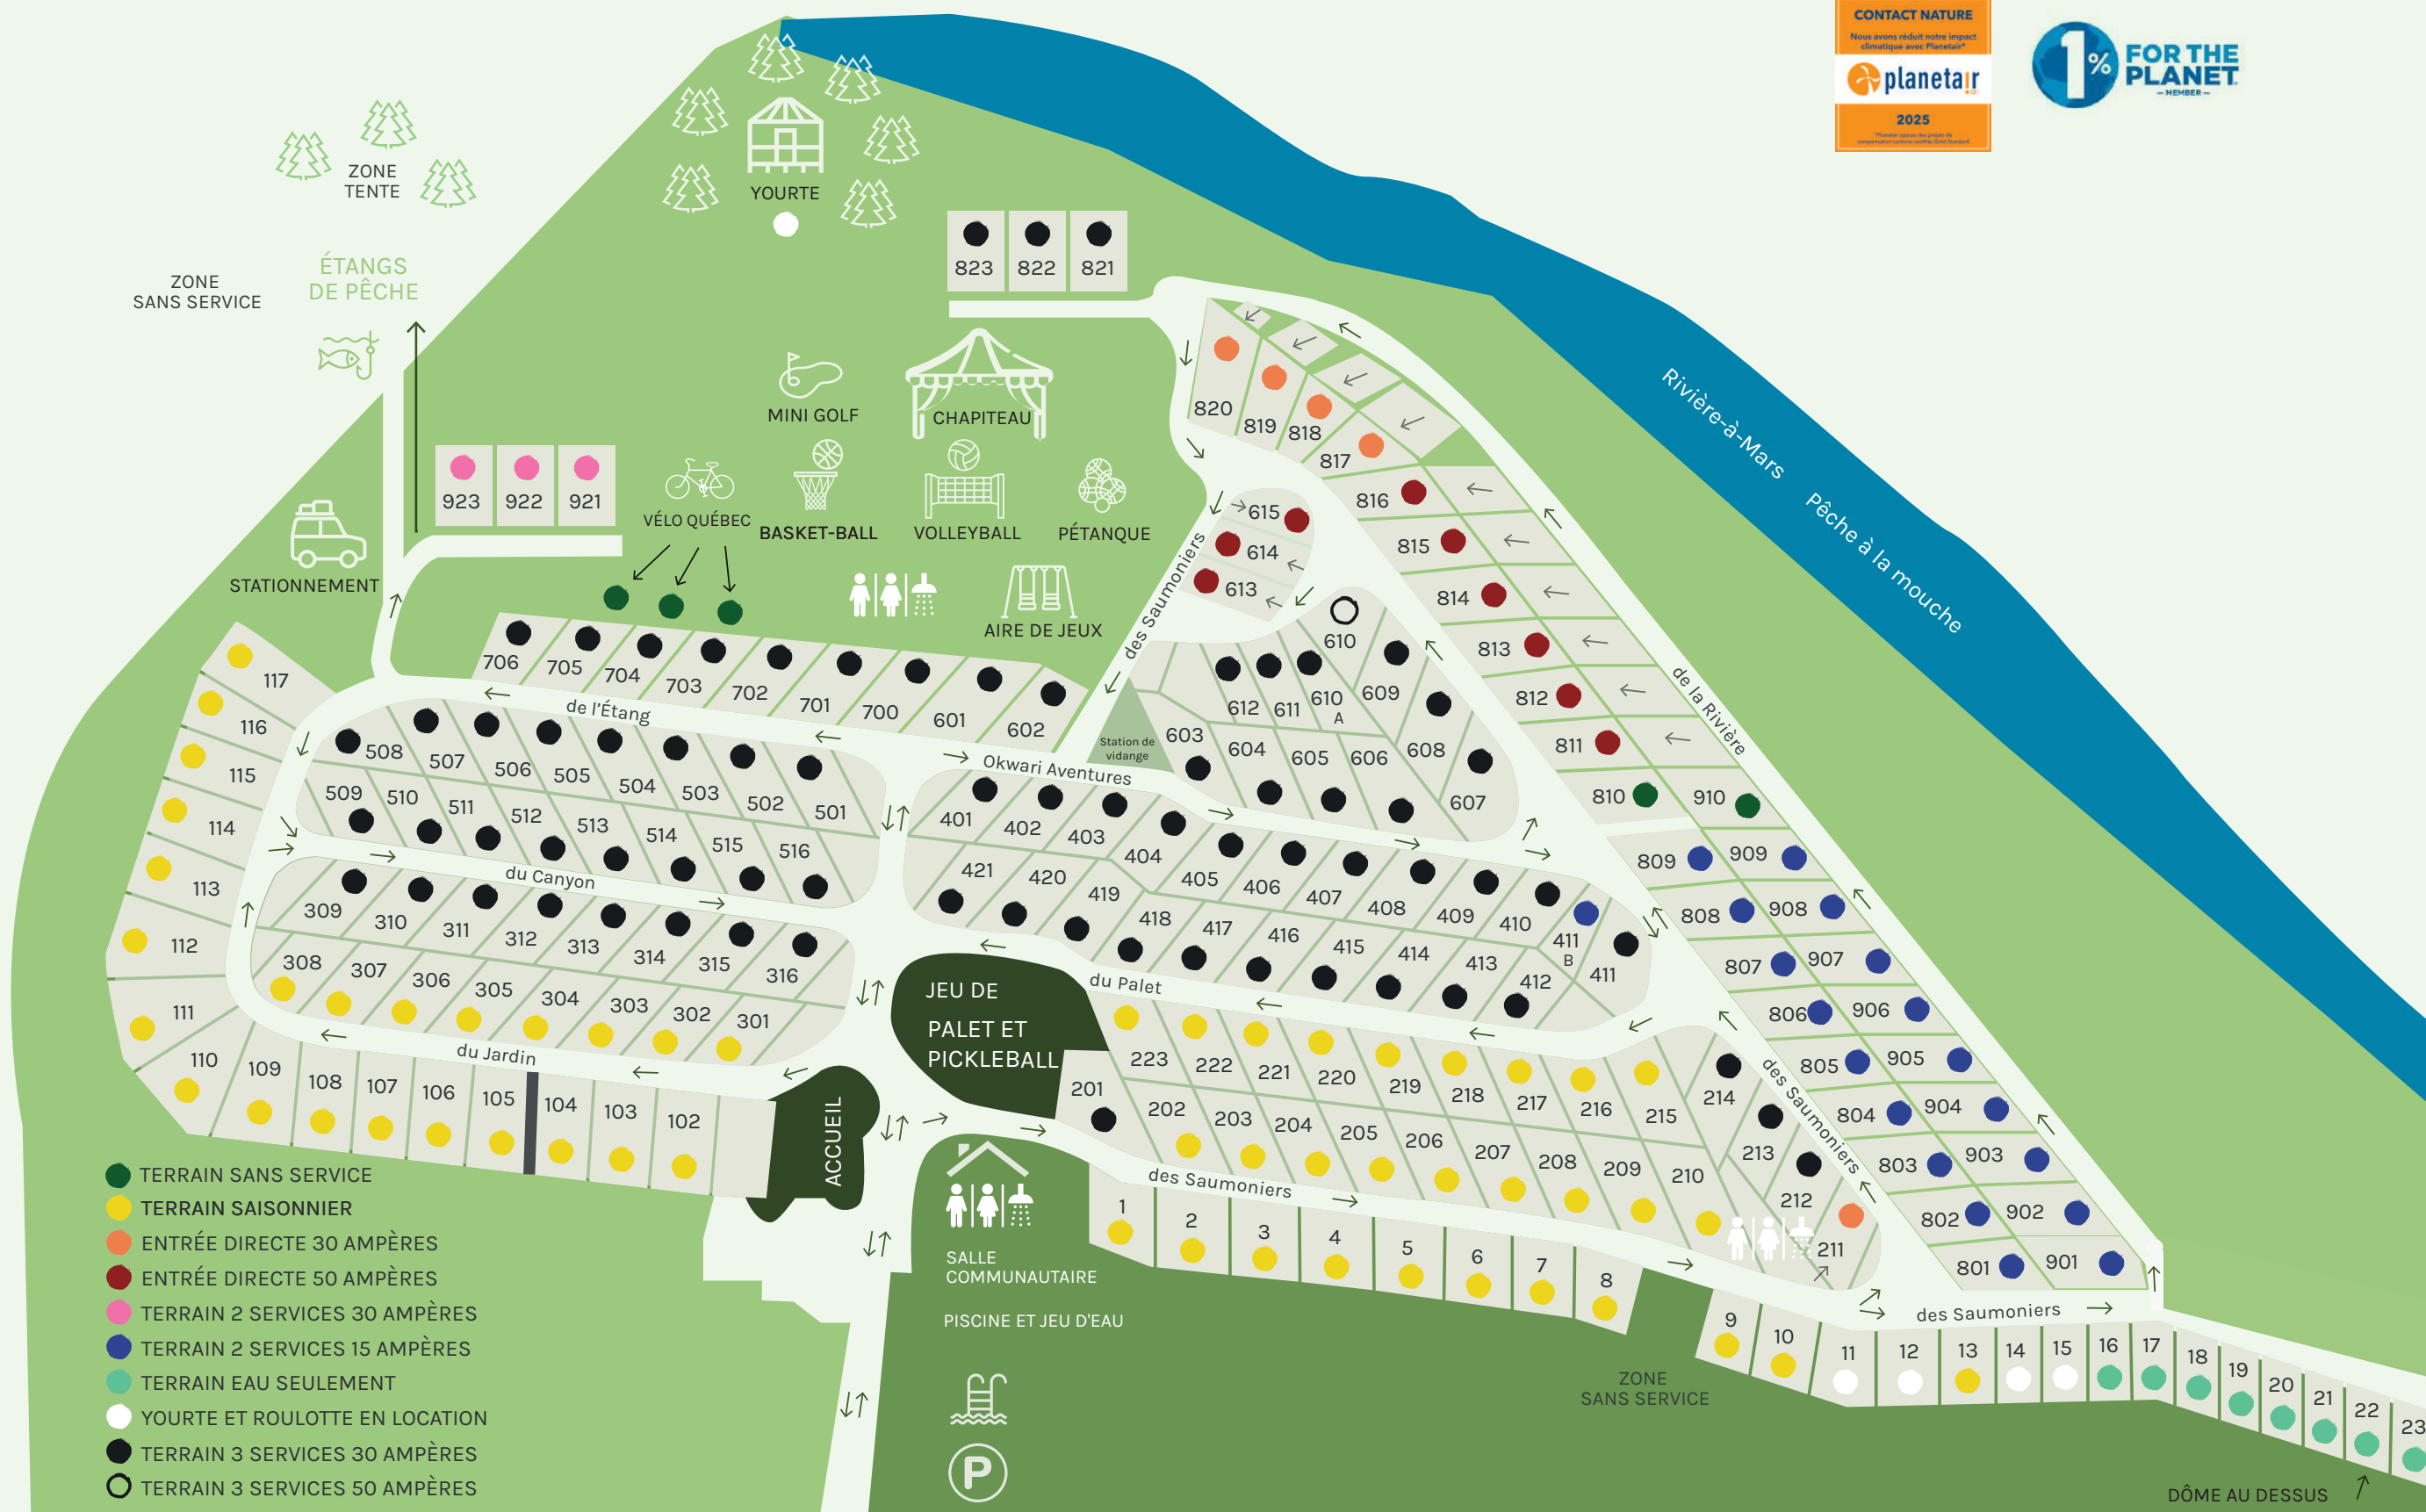 CONTACT NATURE
Nous avons réduit notre impact
climatique avec Planetair*
planetair
2025
1%
FOR THE
PLANET
MEMBER
ZONE
TENTE
YOURTE
ZONE
SANS SERVICE
ÉTANGS
DE PÊCHE
823 822 821
Rivière-à-Mars Pêche à la mouche
MINI GOLF
CHAPITEAU
820
819
818
817
923 922 921
VÉLO QUÉBEC
BASKET-BALL
VOLLEYBALL
PÉTANQUE
STATIONNEMENT
AIRE DE JEUX
816
815
814
813
812
811
810
910
615
614
613
des Saumoniers
de la Rivière
610
609
612
611
610
A
603
604
605
606
608
607
Station de
vidange
706
705
704
703
702
701
700
601
602
de l'Étang
Okwari Aventures
117
116
115
114
113
112
111
110
508
507
506
505
504
503
502
501
509
510
511
512
513
514
515
516
du Canyon
309
310
311
312
313
314
315
316
308
307
306
305
304
303
302
301
du Jardin
109
108
107
106
105
104
103
102
401
402
403
404
405
406
407
408
409
410
411
B
411
421
420
419
418
417
416
415
414
413
412
du Palet
JEU DE
PALET ET
PICKLEBALL
ACCUEIL
201
223
222
221
220
219
218
217
216
215
214
202
203
204
205
206
207
208
209
210
213
212
211
des Saumoniers
des Saumoniers
809
909
808
908
807
907
806
906
805
905
804
904
803
903
802
902
801
901
des Saumoniers
1
2
3
4
5
6
7
8
9
10
11
12
13
14
15
16
17
18
19
20
21
22
23
SALLE
COMMUNAUTAIRE
PISCINE ET JEU D'EAU
P
ZONE
SANS SERVICE
DÔME AU DESSUS
TERRAIN SANS SERVICE
TERRAIN SAISONNIER
ENTRÉE DIRECTE 30 AMPÈRES
ENTRÉE DIRECTE 50 AMPÈRES
TERRAIN 2 SERVICES 30 AMPÈRES
TERRAIN 2 SERVICES 15 AMPÈRES
TERRAIN EAU SEULEMENT
YOURTE ET ROULOTTE EN LOCATION
TERRAIN 3 SERVICES 30 AMPÈRES
TERRAIN 3 SERVICES 50 AMPÈRES